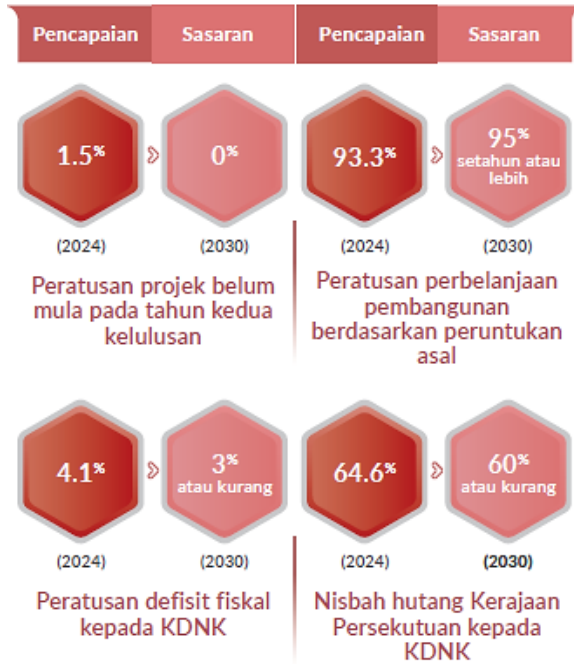 Pencapaian Sasaran Pencapaian Sasaran
1.5% 0%
(2024) (2030)
Peratusan projek belum
mula pada tahun kedua
kelulusan
93.3% 95%
setahun atau
lebih
(2024) (2030)
Peratusan perbelanjaan
pembangunan
berdasarkan peruntukan
asal
4.1% 3%
atau kurang
(2024) (2030)
Peratusan defisit fiskal
kepada KDNK
64.6% 60%
atau kurang
(2024) (2030)
Nisbah hutang Kerajaan
Persekutuan kepada
KDNK